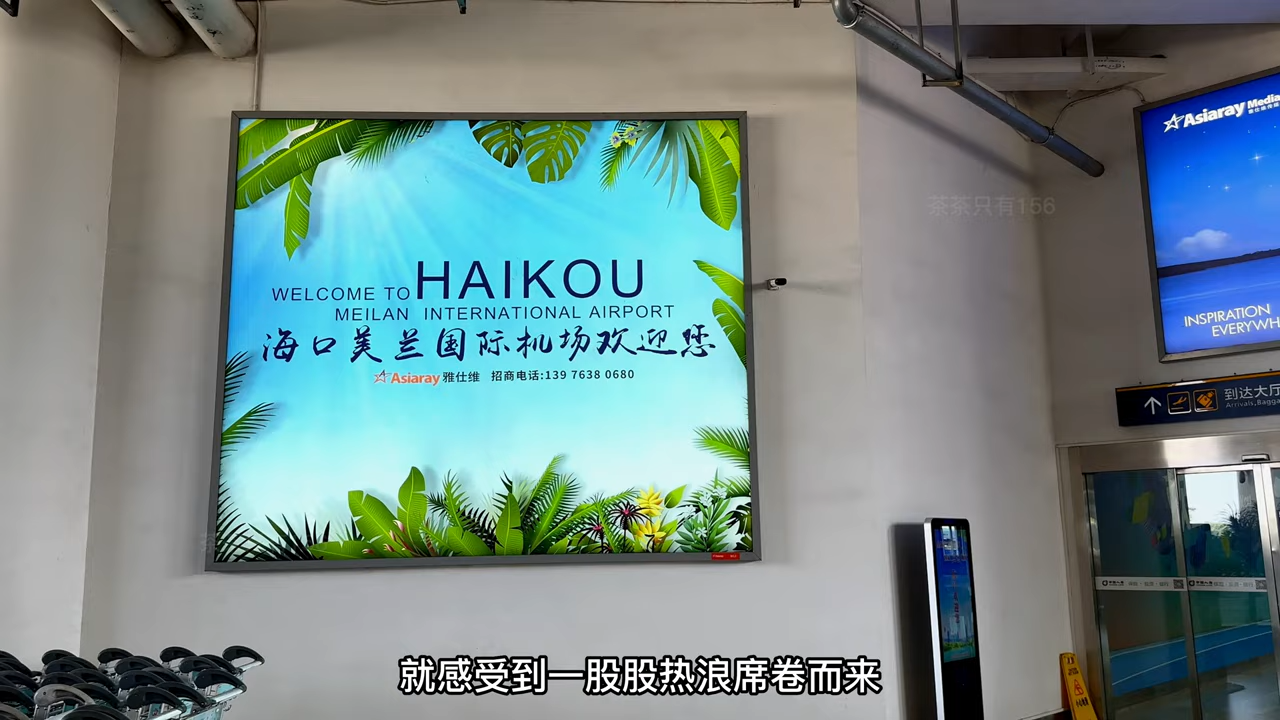 WELCOME TO HAIKOU
MEILAN INTERNATIONAL AIRPORT
海口美兰国际机场欢迎您
Asiaray 雅仕维 招商电话:139 7638 0680
Asiaray Media
INSPIRATION
EVERYWH
到达大厅
Arrivals,Bagga
茶茶只有156
就感受到一股股热浪席卷而来